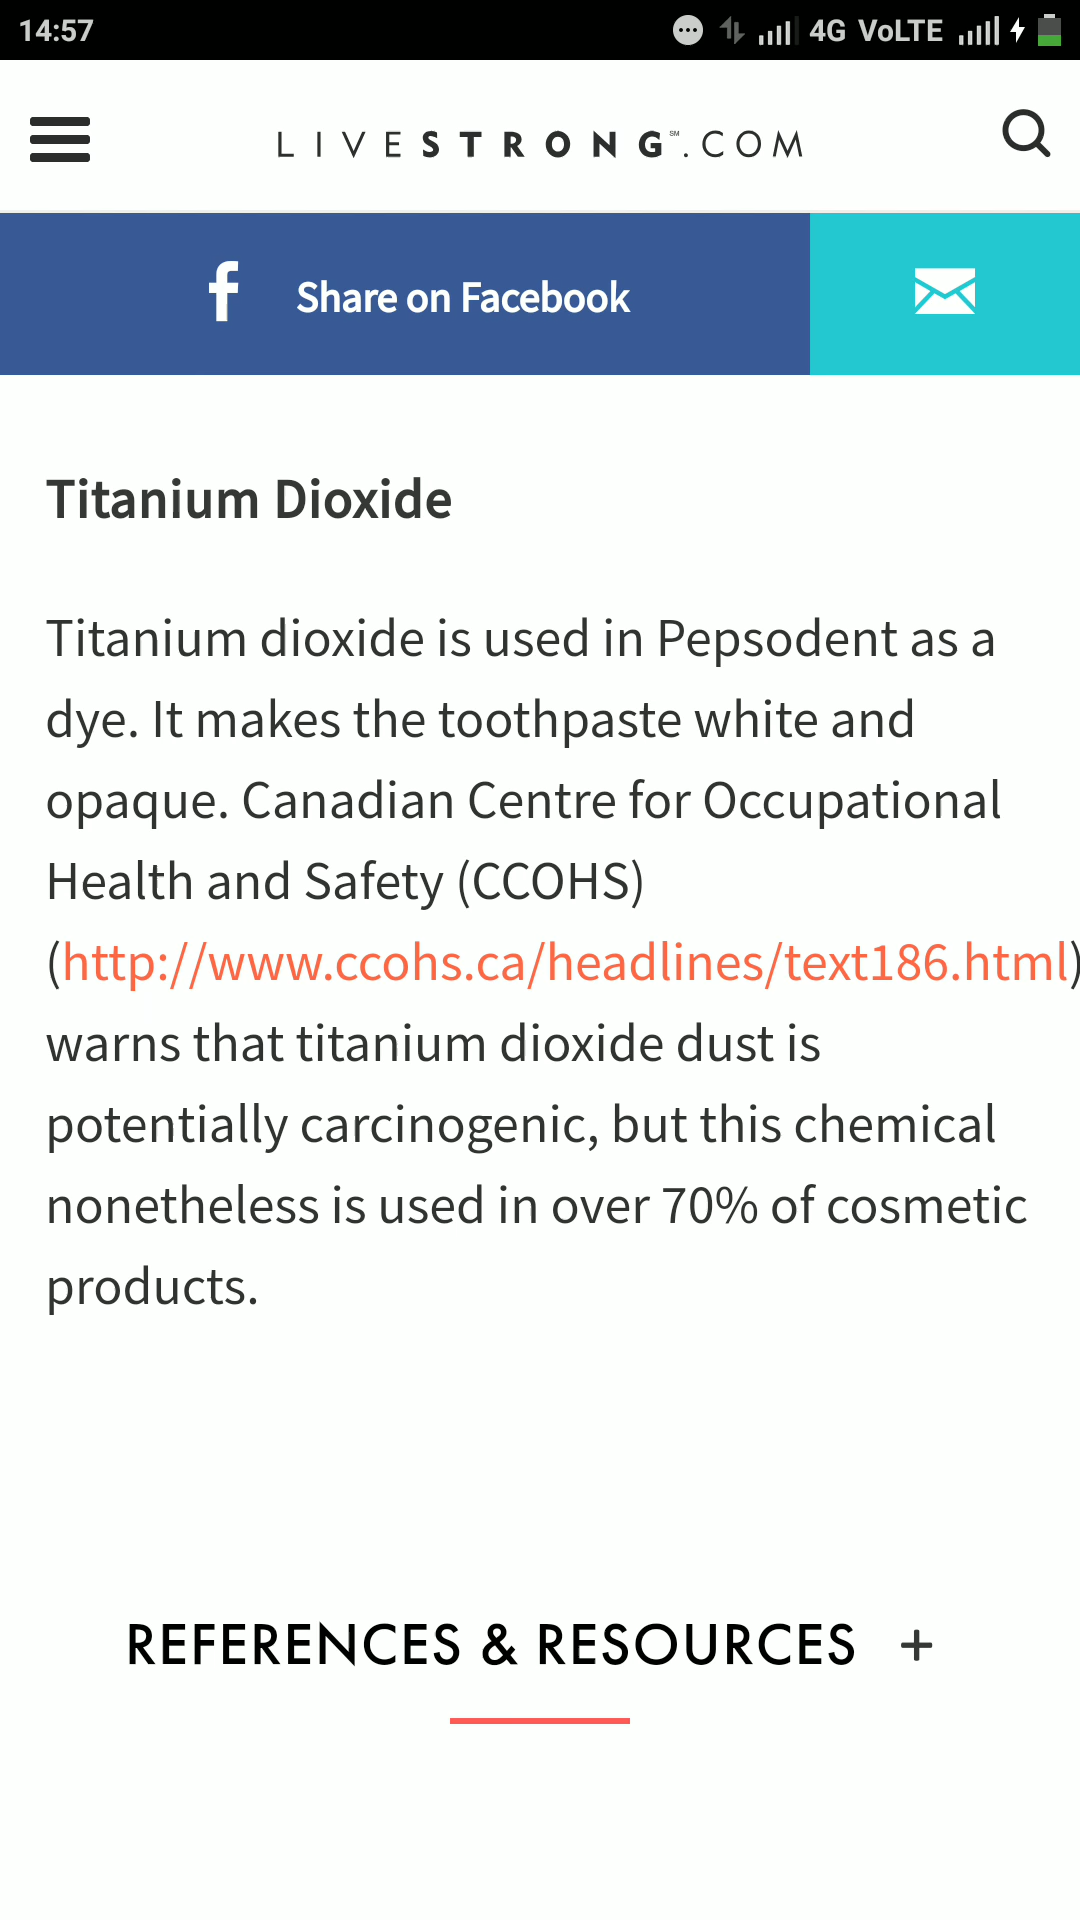 14:57 4G VoLTE
LIVESTRONG℠.COM
Share on Facebook
Titanium Dioxide
Titanium dioxide is used in Pepsodent as a
dye. It makes the toothpaste white and
opaque. Canadian Centre for Occupational
Health and Safety (CCOHS)
(http://www.ccohs.ca/headlines/text186.html)
warns that titanium dioxide dust is
potentially carcinogenic, but this chemical
nonetheless is used in over 70% of cosmetic
products.
REFERENCES & RESOURCES +